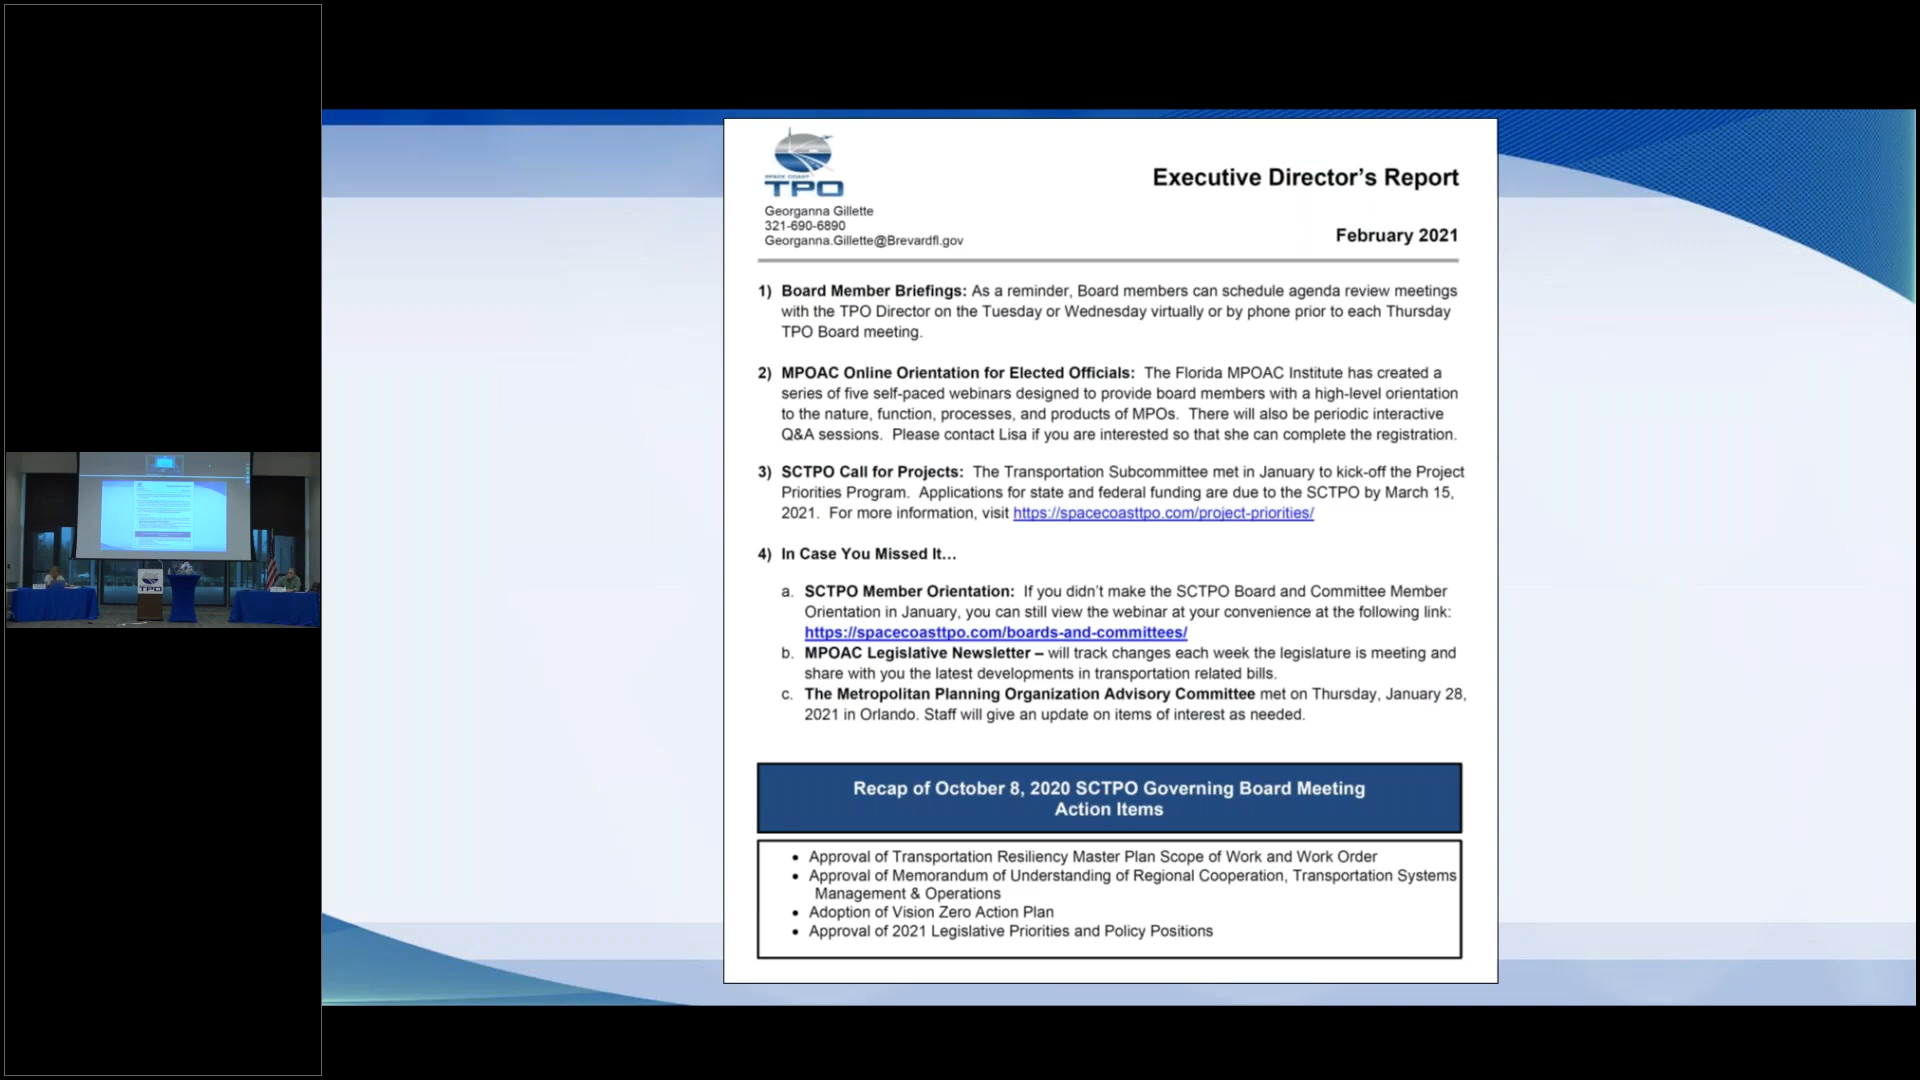 SPACE COAST
TPO
Georganna Gillette
321-690-6890
Georganna.Gillette@Brevardfl.gov
Executive Director's Report
February 2021
1) Board Member Briefings: As a reminder, Board members can schedule agenda review meetings
with the TPO Director on the Tuesday or Wednesday virtually or by phone prior to each Thursday
TPO Board meeting.
2) MPOAC Online Orientation for Elected Officials: The Florida MPOAC Institute has created a
series of five self-paced webinars designed to provide board members with a high-level orientation
to the nature, function, processes, and products of MPOs. There will also be periodic interactive
Q&A sessions. Please contact Lisa if you are interested so that she can complete the registration.
3) SCTPO Call for Projects: The Transportation Subcommittee met in January to kick-off the Project
Priorities Program. Applications for state and federal funding are due to the SCTPO by March 15,
2021. For more information, visit https://spacecoasttpo.com/project-priorities/
4) In Case You Missed It…
a. SCTPO Member Orientation: If you didn't make the SCTPO Board and Committee Member
Orientation in January, you can still view the webinar at your convenience at the following link:
https://spacecoasttpo.com/boards-and-committees/
b. MPOAC Legislative Newsletter – will track changes each week the legislature is meeting and
share with you the latest developments in transportation related bills.
c. The Metropolitan Planning Organization Advisory Committee met on Thursday, January 28,
2021 in Orlando. Staff will give an update on items of interest as needed.
Recap of October 8, 2020 SCTPO Governing Board Meeting
Action Items
• Approval of Transportation Resiliency Master Plan Scope of Work and Work Order
• Approval of Memorandum of Understanding of Regional Cooperation, Transportation Systems
Management & Operations
• Adoption of Vision Zero Action Plan
• Approval of 2021 Legislative Priorities and Policy Positions
TPO